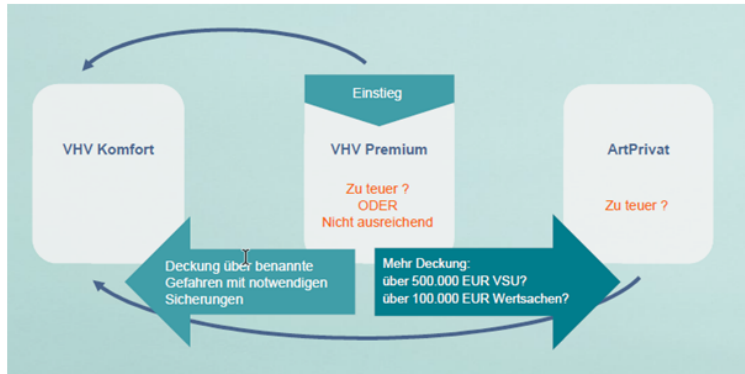 Einstieg
VHV Komfort
VHV Premium
ArtPrivat
Zu teuer ?
ODER
Nicht ausreichend
Zu teuer ?
Deckung über benannte
Gefahren mit notwendigen
Sicherungen
Mehr Deckung:
über 500.000 EUR VSU?
über 100.000 EUR Wertsachen?